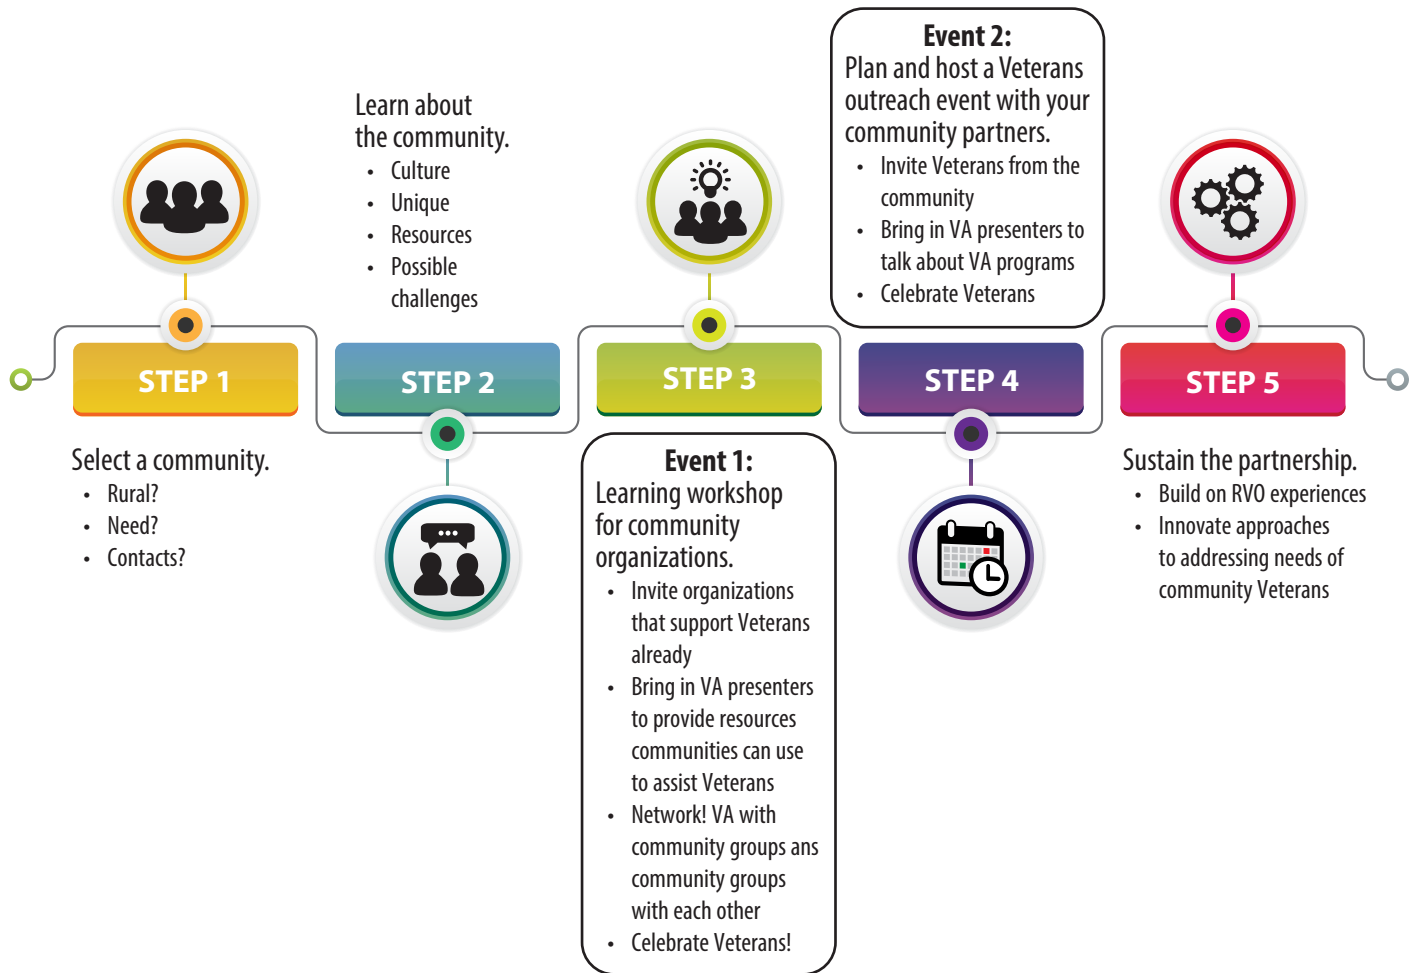 STEP 1
Select a community.
• Rural?
• Need?
• Contacts?
Learn about
the community.
• Culture
• Unique
• Resources
• Possible
challenges
STEP 2
STEP 3
Event 1:
Learning workshop
for community
organizations.
• Invite organizations
that support Veterans
already
• Bring in VA presenters
to provide resources
communities can use
to assist Veterans
• Network! VA with
community groups ans
community groups
with each other
• Celebrate Veterans!
Event 2:
Plan and host a Veterans
outreach event with your
community partners.
• Invite Veterans from the
community
• Bring in VA presenters to
talk about VA programs
• Celebrate Veterans
STEP 4
STEP 5
Sustain the partnership.
• Build on RVO experiences
• Innovate approaches
to addressing needs of
community Veterans